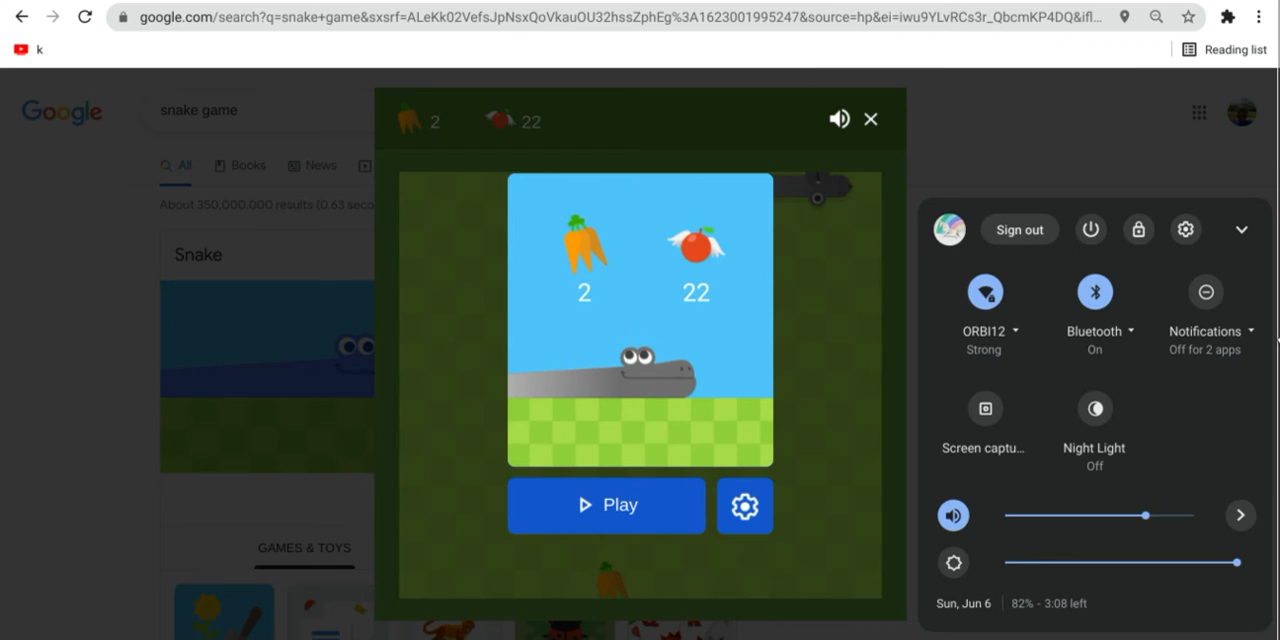 google.com/search?q=snake+game&sxsrf=ALeKk02VefsJpNsxQoVkauOU32hssZphEg%3A1623001995247&source=hp&ei=iwu9YLvRCs3r_QbcmKP4DQ&ifl...
k
Reading list
Google
snake game
2
22
All
Books
News
About 350,000,000 results (0.63 seco
Snake
2
22
Play
GAMES & TOYS
Sign out
ORBI12
Strong
Bluetooth
On
Notifications
Off for 2 apps
Screen captu...
Night Light
Off
Sun, Jun 6
82% - 3:08 left